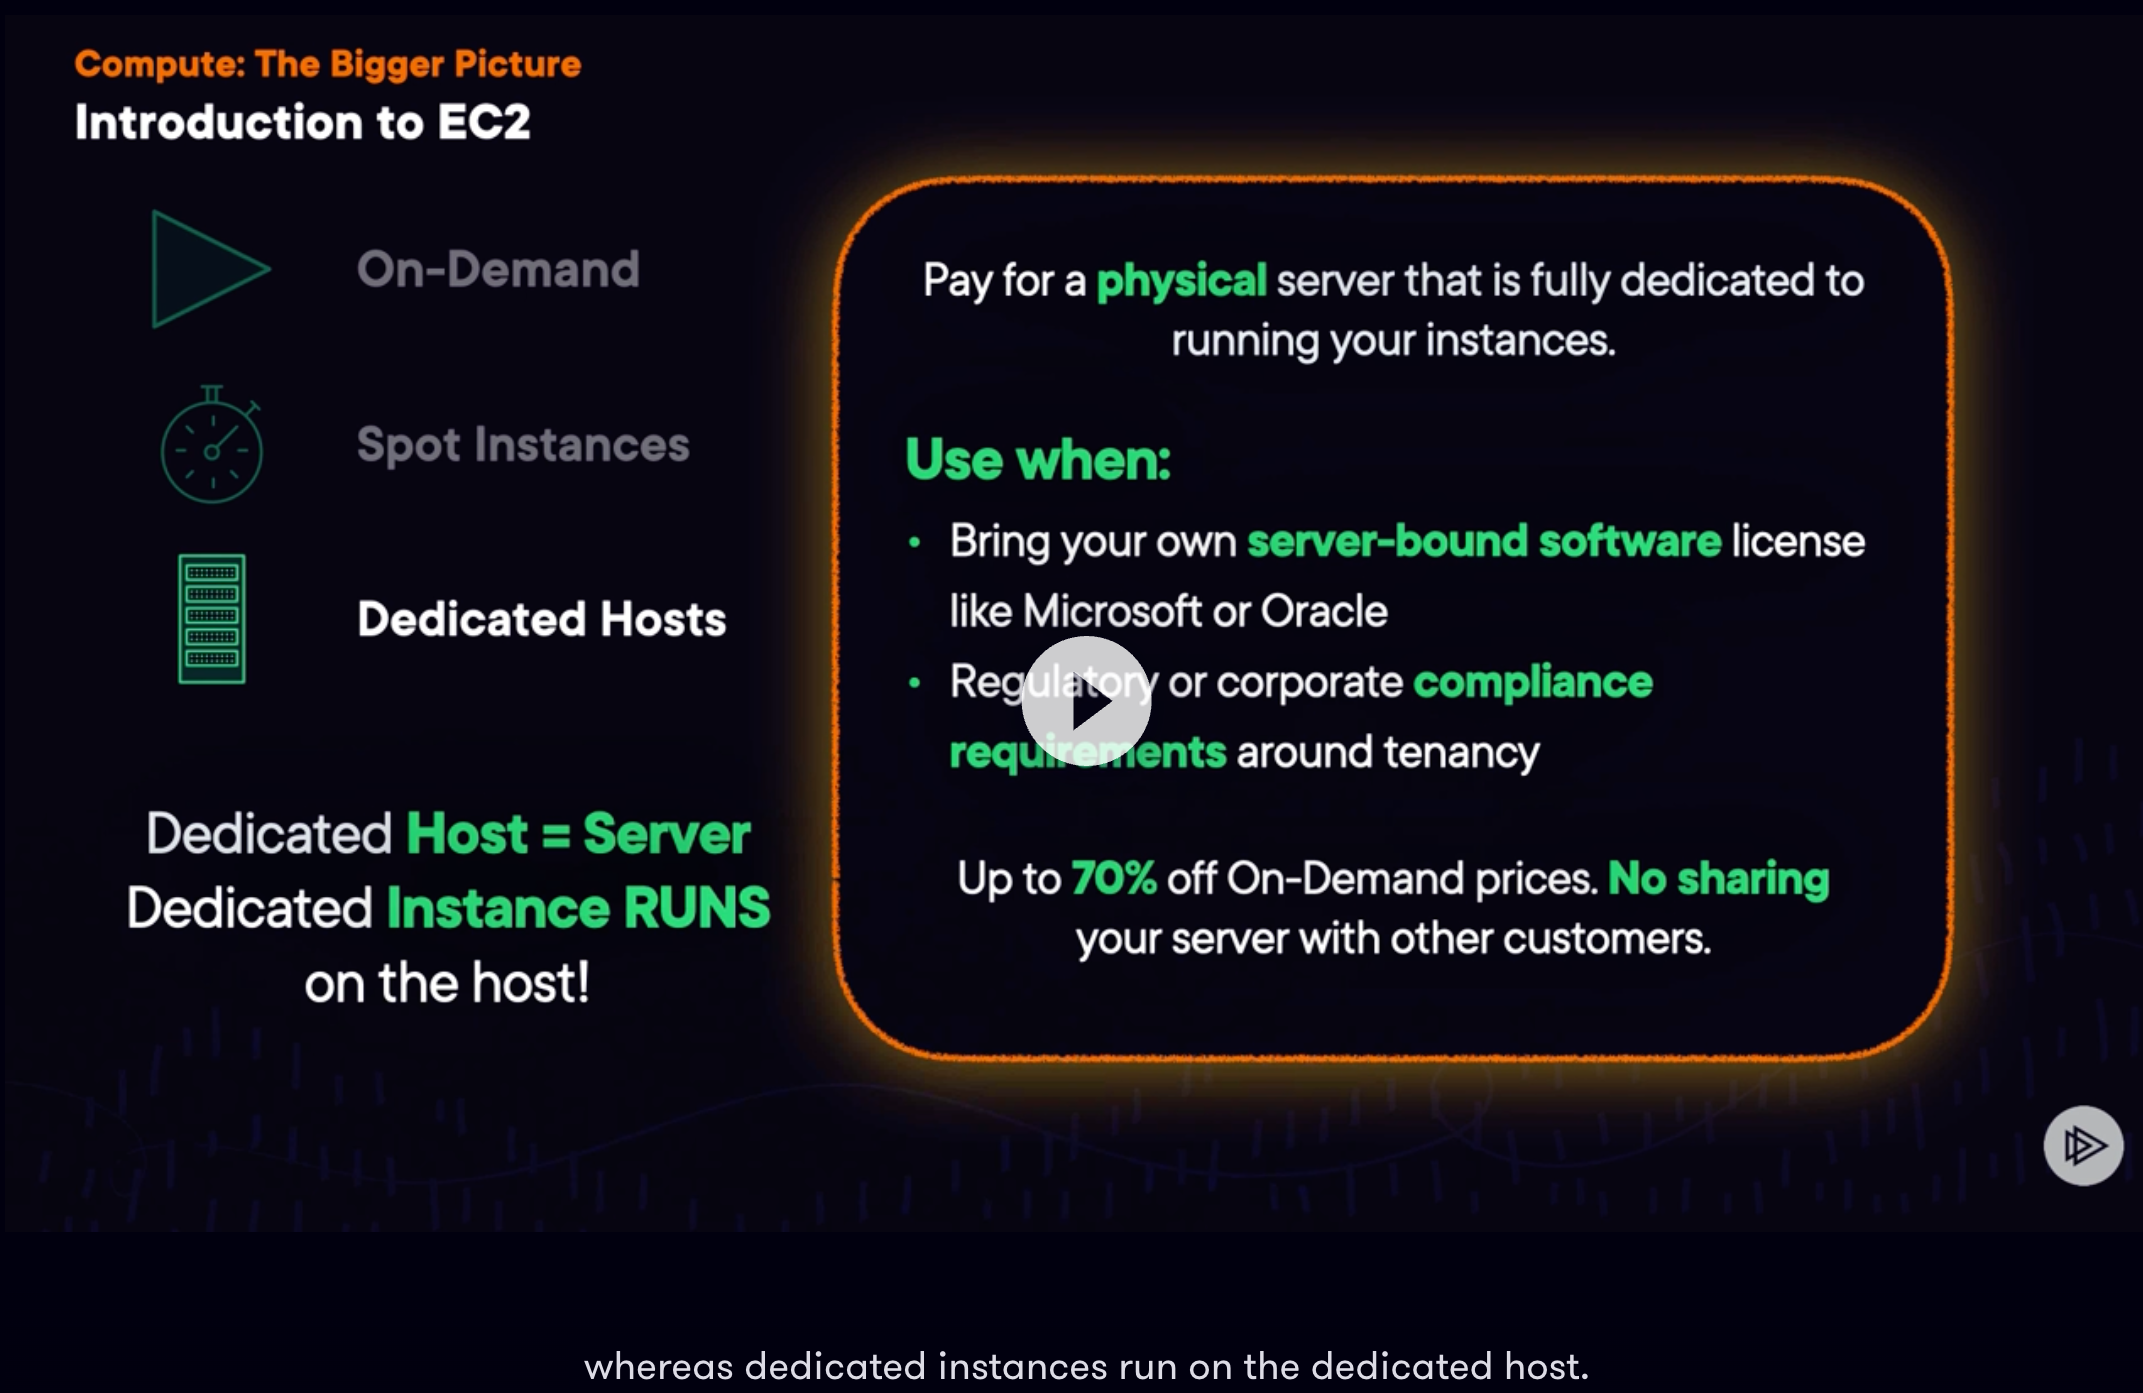 Compute: The Bigger Picture
Introduction to EC2
On-Demand
Spot Instances
Dedicated Hosts
Dedicated Host = Server
Dedicated Instance RUNS
on the host!
Pay for a physical server that is fully dedicated to
running your instances.
Use when:
• Bring your own server-bound software license
like Microsoft or Oracle
• Regulatory or corporate compliance
requirements around tenancy
Up to 70% off On-Demand prices. No sharing
your server with other customers.
whereas dedicated instances run on the dedicated host.